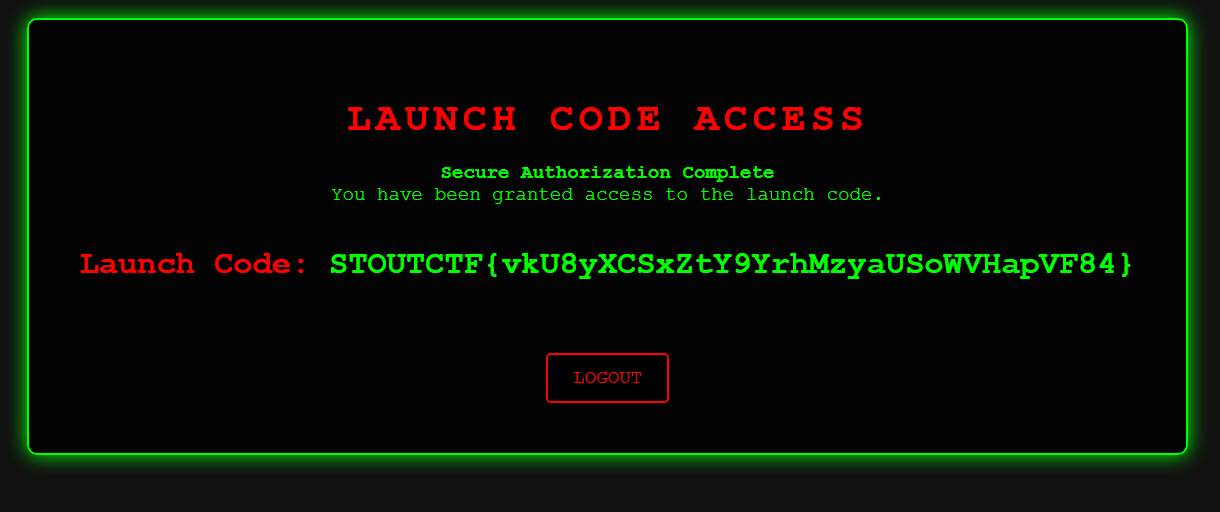 LAUNCH CODE ACCESS
Secure Authorization Complete
You have been granted access to the launch code.
Launch Code: STOUTCTF{vkU8yXCSxZtY9YrhMzyaUSoWVHapVF84}
LOGOUT